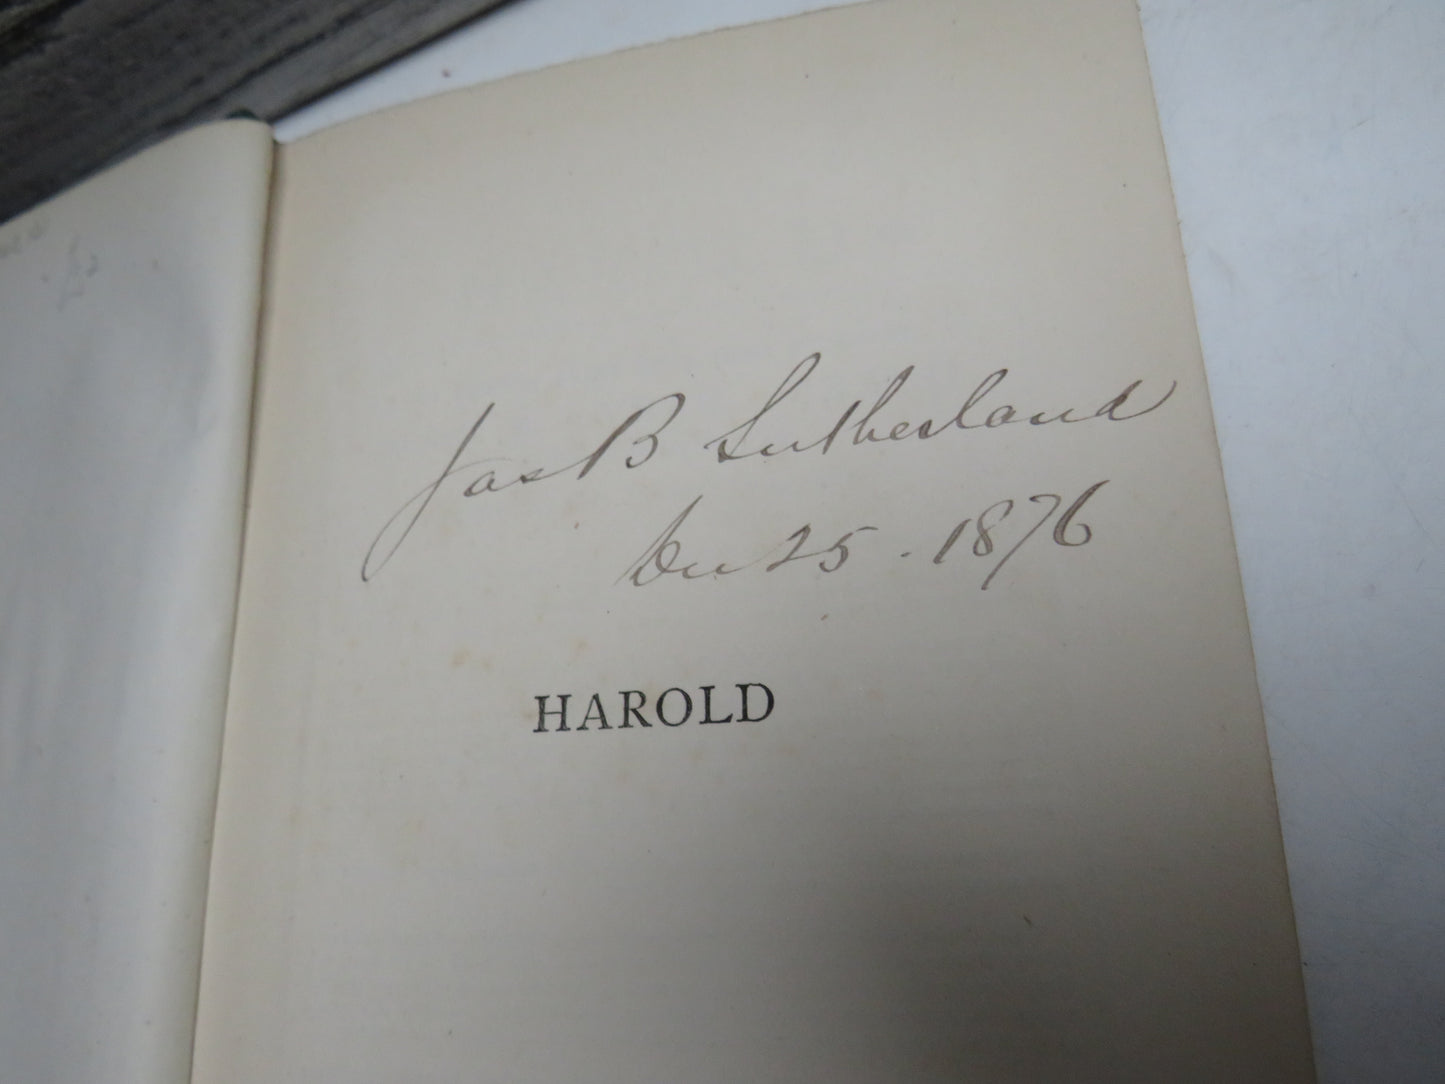 Jas B Sutherland
Dec 25 . 1876
HAROLD